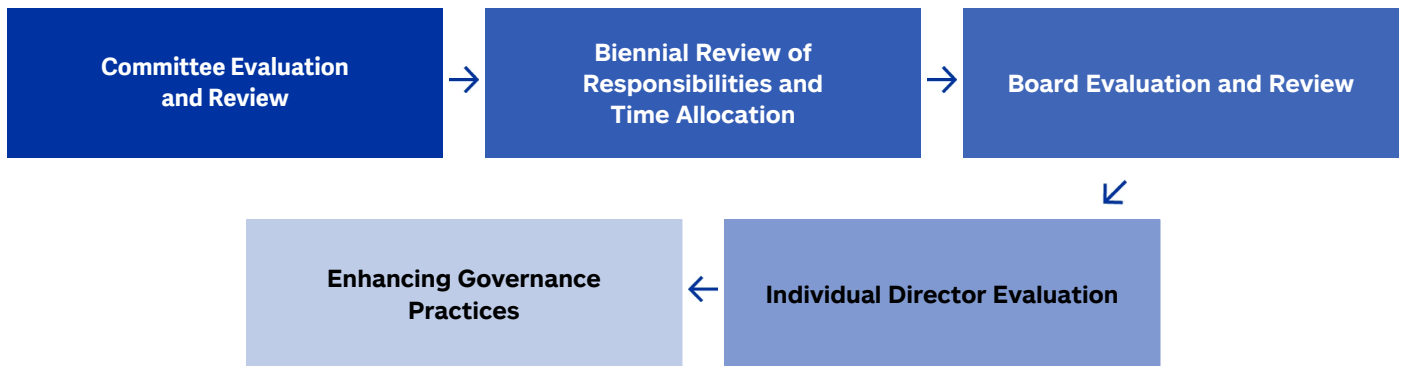 Committee Evaluation
and Review
Biennial Review of
Responsibilities and
Time Allocation
Board Evaluation and Review
Individual Director Evaluation
Enhancing Governance
Practices